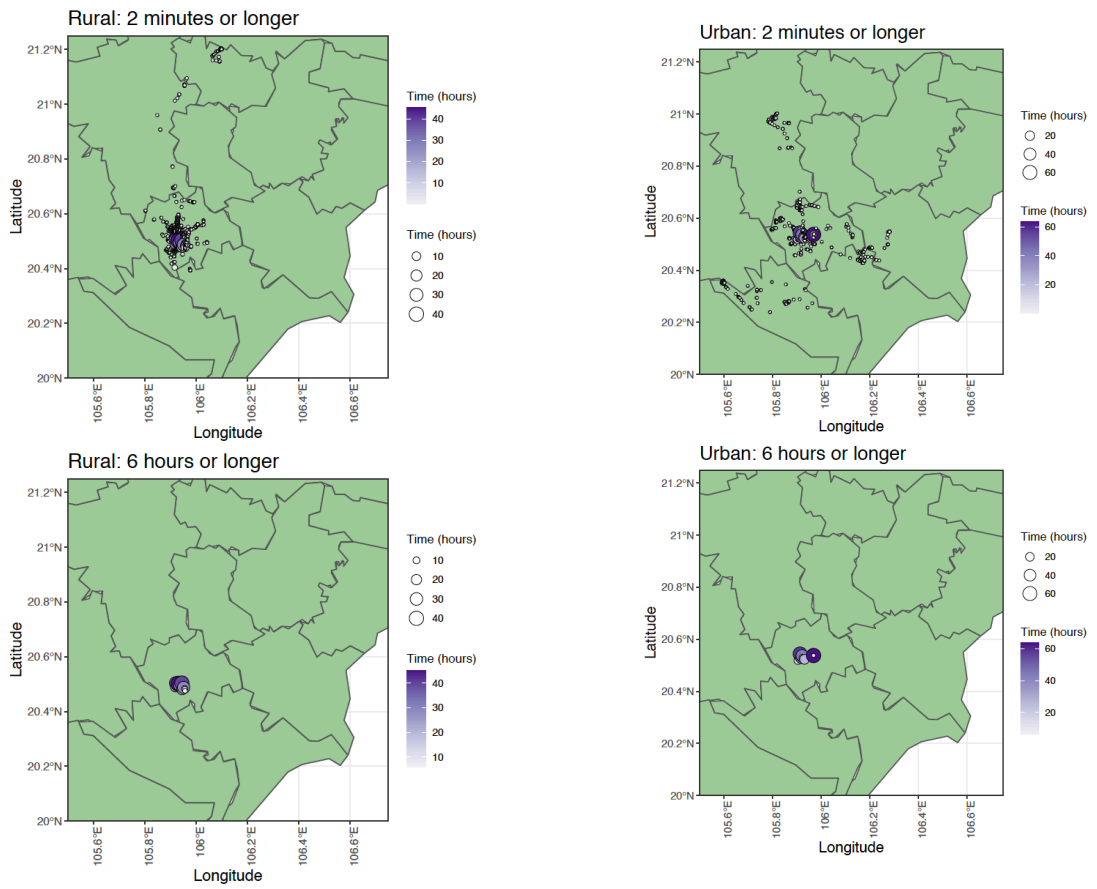 Rural: 2 minutes or longer
21.2°N
21°N
20.8°N
20.6°N
20.4°N
20.2°N
20°N
Latitude
105.6°E
105.8°E
106°E
106.2°E
106.4°E
106.6°E
Longitude
Time (hours)
40
30
20
10
Time (hours)
10
20
30
40
Urban: 2 minutes or longer
21.2°N
21°N
20.8°N
20.6°N
20.4°N
20.2°N
20°N
Latitude
105.6°E
105.8°E
106°E
106.2°E
106.4°E
106.6°E
Longitude
Time (hours)
20
40
60
Time (hours)
60
40
20
Rural: 6 hours or longer
21.2°N
21°N
20.8°N
20.6°N
20.4°N
20.2°N
20°N
Latitude
105.6°E
105.8°E
106°E
106.2°E
106.4°E
106.6°E
Longitude
Time (hours)
10
20
30
40
Time (hours)
40
30
20
10
Urban: 6 hours or longer
21.2°N
21°N
20.8°N
20.6°N
20.4°N
20.2°N
20°N
Latitude
105.6°E
105.8°E
106°E
106.2°E
106.4°E
106.6°E
Longitude
Time (hours)
20
40
60
Time (hours)
60
40
20